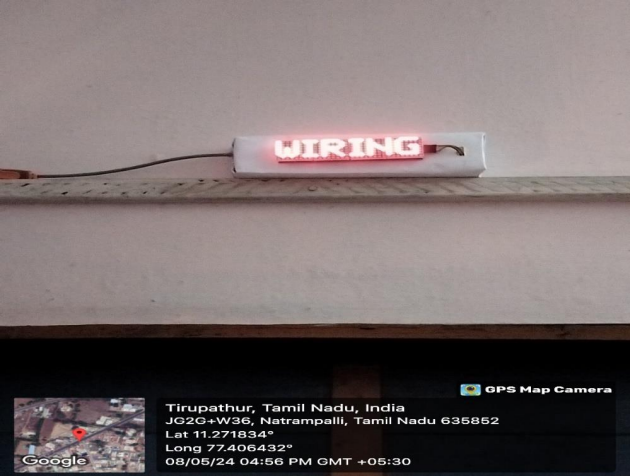 WIRING
GPS Map Camera
Tirupathur, Tamil Nadu, India
JG2G+W36, Natrampalli, Tamil Nadu 635852
Lat 11.271834°
Long 77.406432°
08/05/24 04:56 PM GMT +05:30
Google